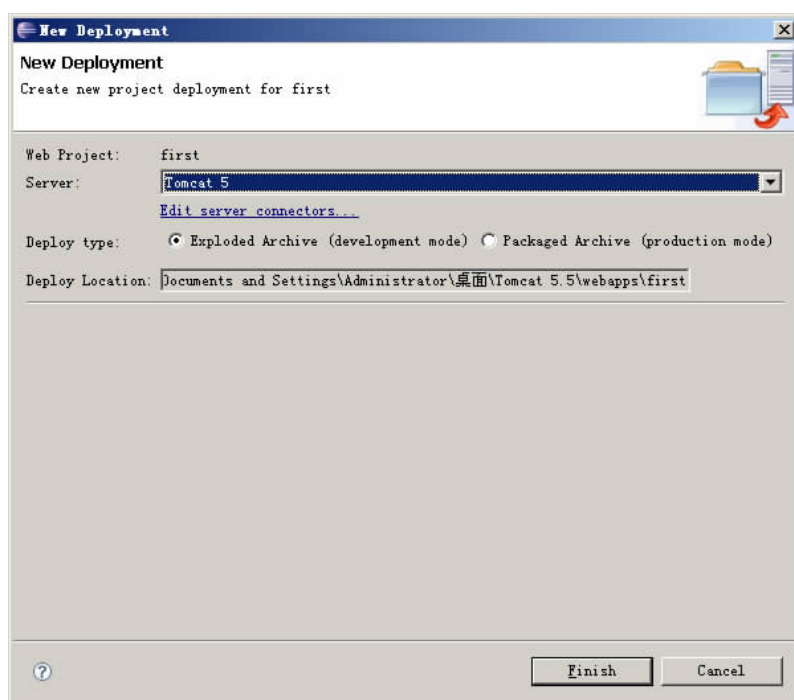 New Deployment
New Deployment
Create new project deployment for first
Web Project: first
Server: Tomcat 5
Edit server connectors...
Deploy type: Exploded Archive (development mode) Packaged Archive (production mode)
Deploy Location: Documents and Settings\Administrator\桌面\Tomcat 5.5\webapps\first
Finish Cancel